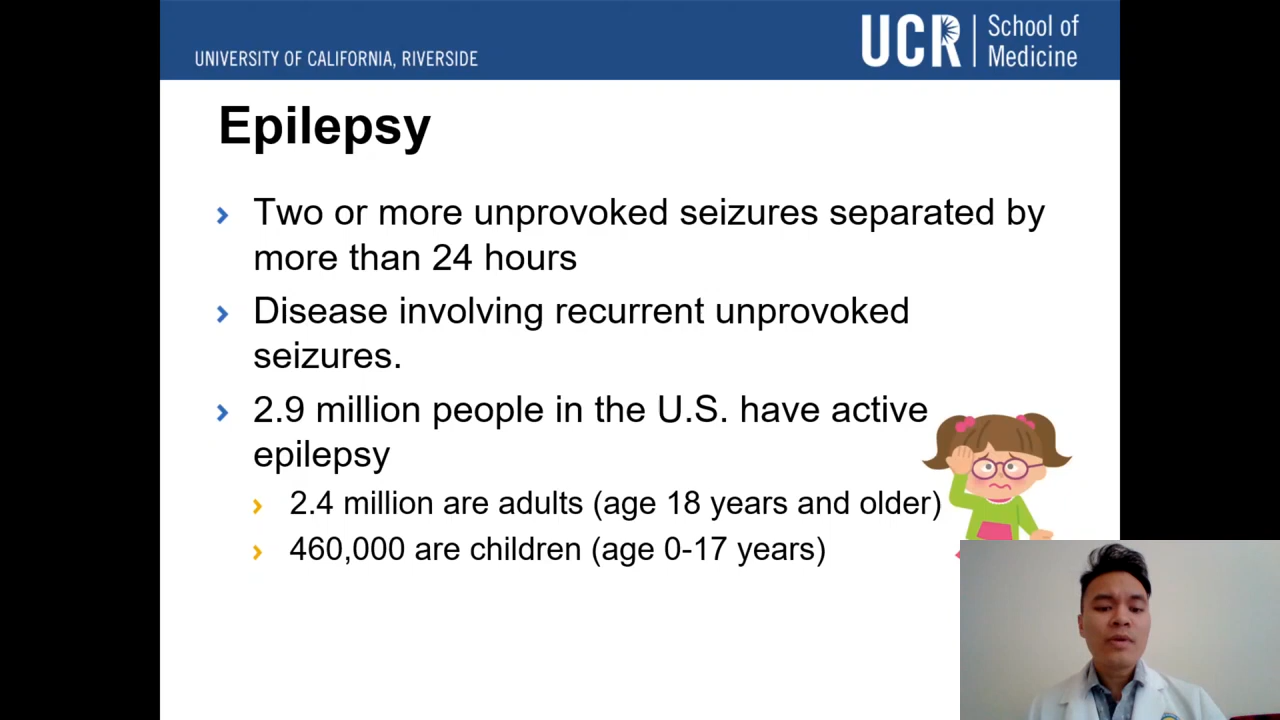 UNIVERSITY OF CALIFORNIA, RIVERSIDE
UCR School of
Medicine
Epilepsy
Two or more unprovoked seizures separated by
more than 24 hours
Disease involving recurrent unprovoked
seizures.
2.9 million people in the U.S. have active
epilepsy
2.4 million are adults (age 18 years and older)
460,000 are children (age 0-17 years)